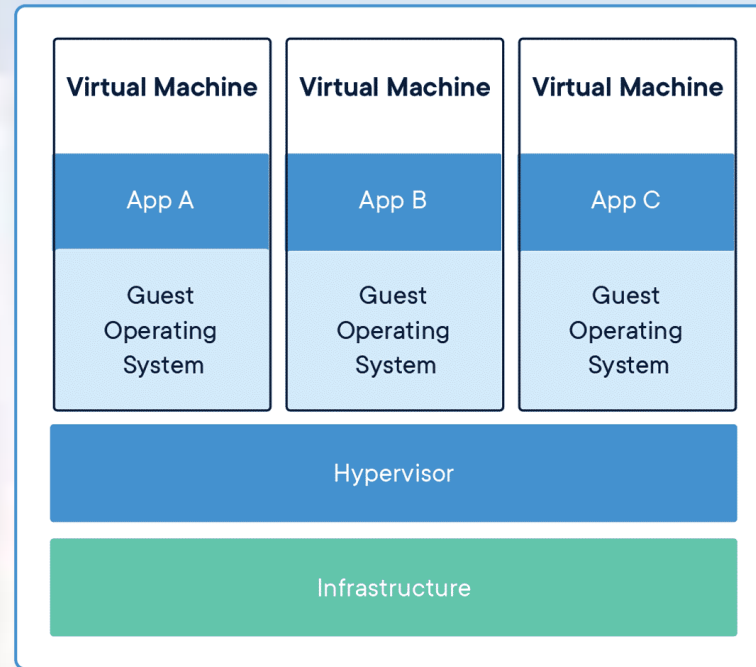 Virtual Machine
Virtual Machine
Virtual Machine
App A
App B
App C
Guest
Operating
System
Guest
Operating
System
Guest
Operating
System
Hypervisor
Infrastructure